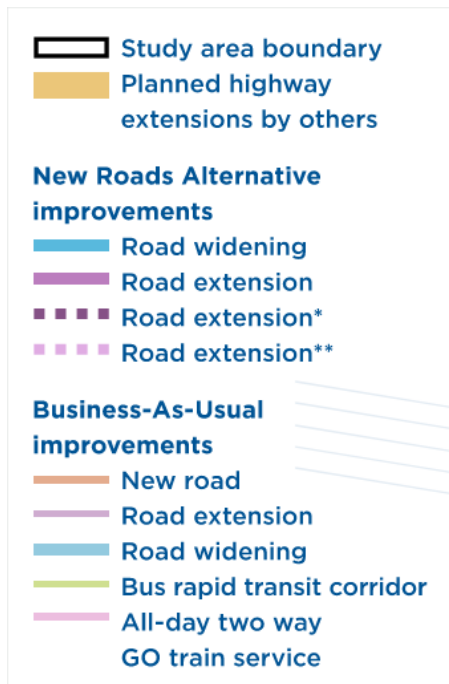 Study area boundary
Planned highway
extensions by others
New Roads Alternative
improvements
Road widening
Road extension
Road extension*
Road extension**
Business-As-Usual
improvements
New road
Road extension
Road widening
Bus rapid transit corridor
All-day two way
GO train service